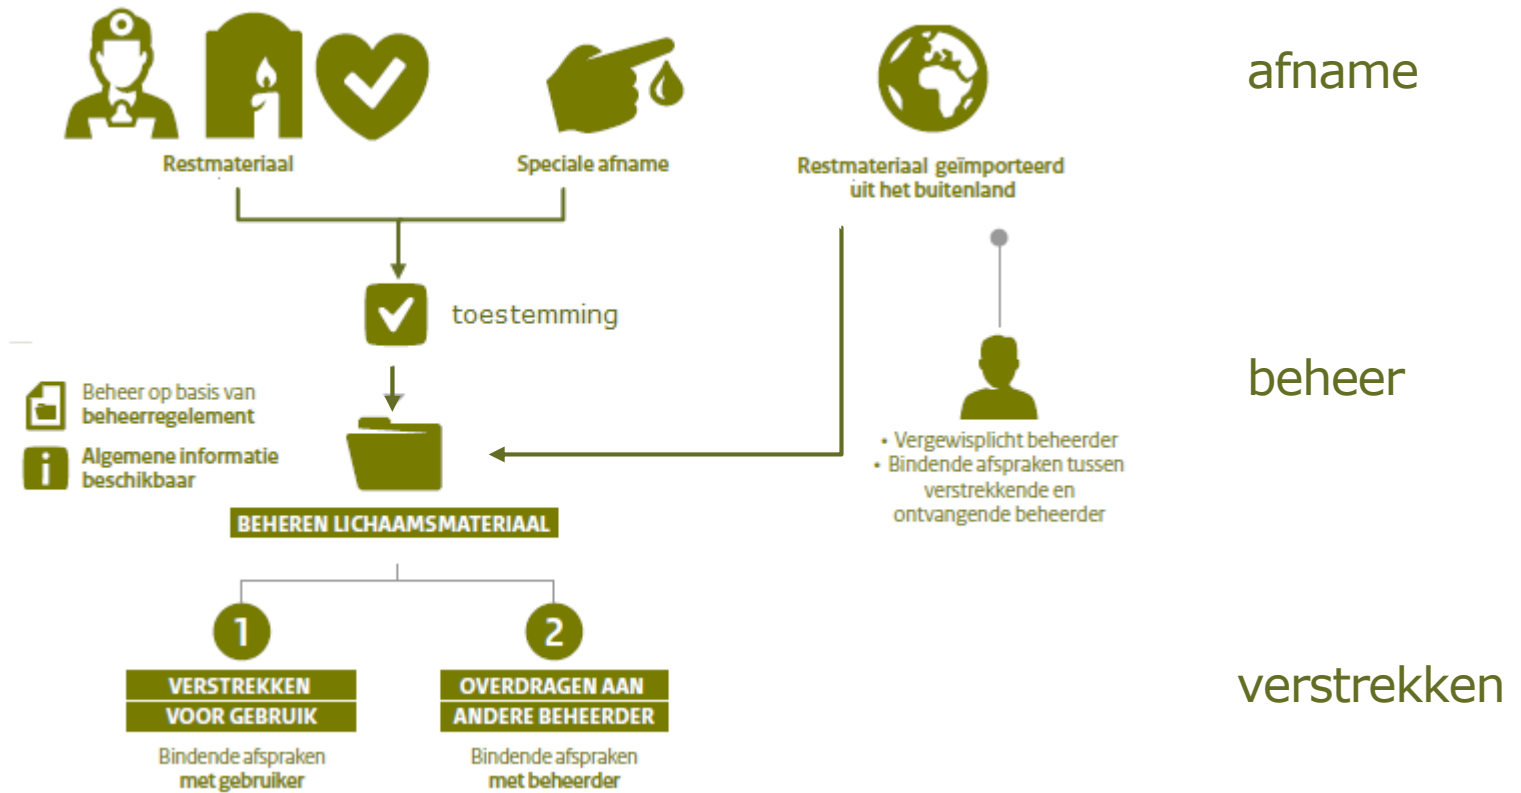 afname
Restmateriaal
Speciale afname
Restmateriaal geïmporteerd
uit het buitenland
toestemming
beheer
Beheer op basis van
beheerregelement
Algemene informatie
beschikbaar
• Vergewisplicht beheerder
• Bindende afspraken tussen
verstrekkende en
ontvangende beheerder
BEHEREN LICHAAMSMATERIAAL
1
2
VERSTREKKEN
VOOR GEBRUIK
OVERDRAGEN AAN
ANDERE BEHEERDER
verstrekken
Bindende afspraken
met gebruiker
Bindende afspraken
met beheerder